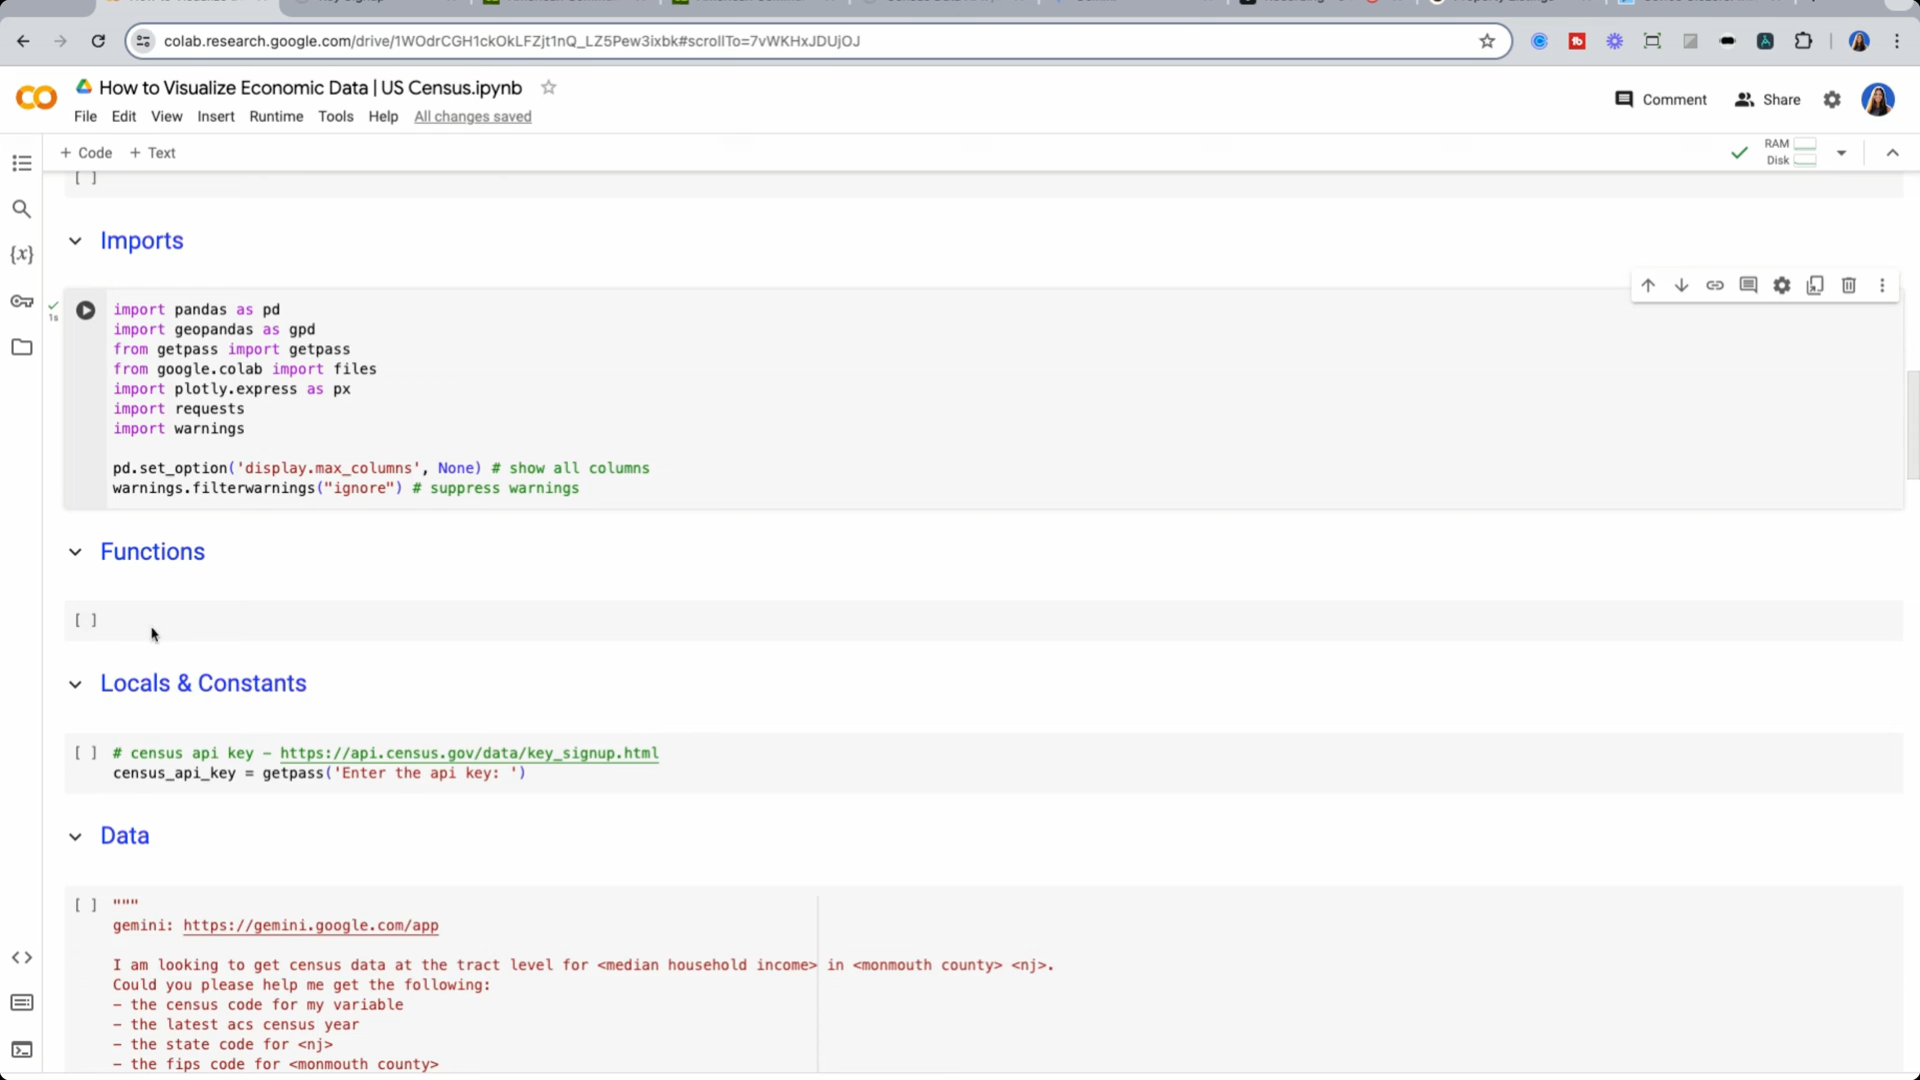 colab.research.google.com/drive/1WOdrCGH1ckOkLFZjt1nQ_LZ5Pew3ixbk#scrollTo=7vWKHxJDUjOJ
How to Visualize Economic Data | US Census.ipynb
Comment
Share
File Edit View Insert Runtime Tools Help All changes saved
+ Code + Text
RAM
Disk
[ ]
Imports
1s
import pandas as pd
import geopandas as gpd
from getpass import getpass
from google.colab import files
import plotly.express as px
import requests
import warnings
pd.set_option('display.max_columns', None) # show all columns
warnings.filterwarnings("ignore") # suppress warnings
Functions
[ ]
Locals & Constants
[ ] # census api key – https://api.census.gov/data/key_signup.html
census_api_key = getpass('Enter the api key: ')
Data
[ ] """
gemini: https://gemini.google.com/app
I am looking to get census data at the tract level for <median household income> in <monmouth county> <nj>.
Could you please help me get the following:
– the census code for my variable
– the latest acs census year
– the state code for <nj>
– the fips code for <monmouth county>